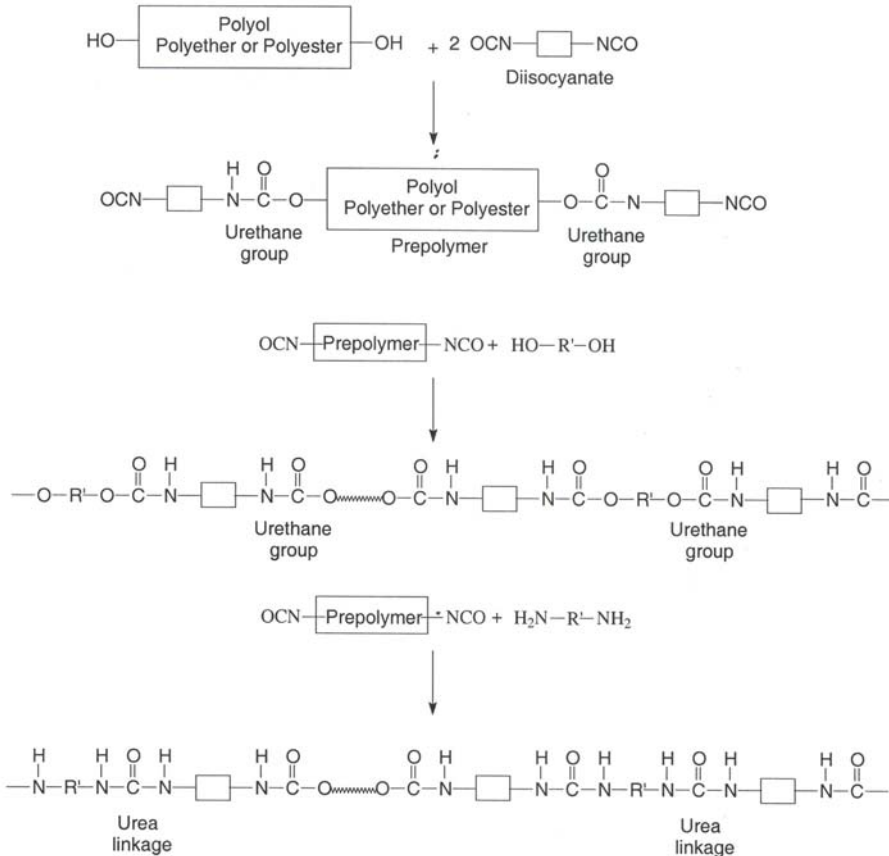 Polyol
HO— Polyether or Polyester —OH + 2 OCN— —NCO
Diisocyanate
H O O
OCN— —N—C—O— Polyol —O—C—N— —NCO
Polyether or Polyester
Urethane group
Prepolymer
Urethane group
OCN—Prepolymer—NCO + HO—R'—OH
O H H O O H H O O H H O
—O—R'—O—C—N— —N—C—O O—C—N— —N—C—O—R'—O—C—N— —N—C—
Urethane group
Urethane group
OCN—Prepolymer—NCO + H₂N—R'—NH₂
H H O H H O O H H O H H O H H O
—N—R'—N—C—N— —N—C—O O—C—N— —N—C—N—R'—N—C—N— —N—C—
Urea linkage
Urea linkage